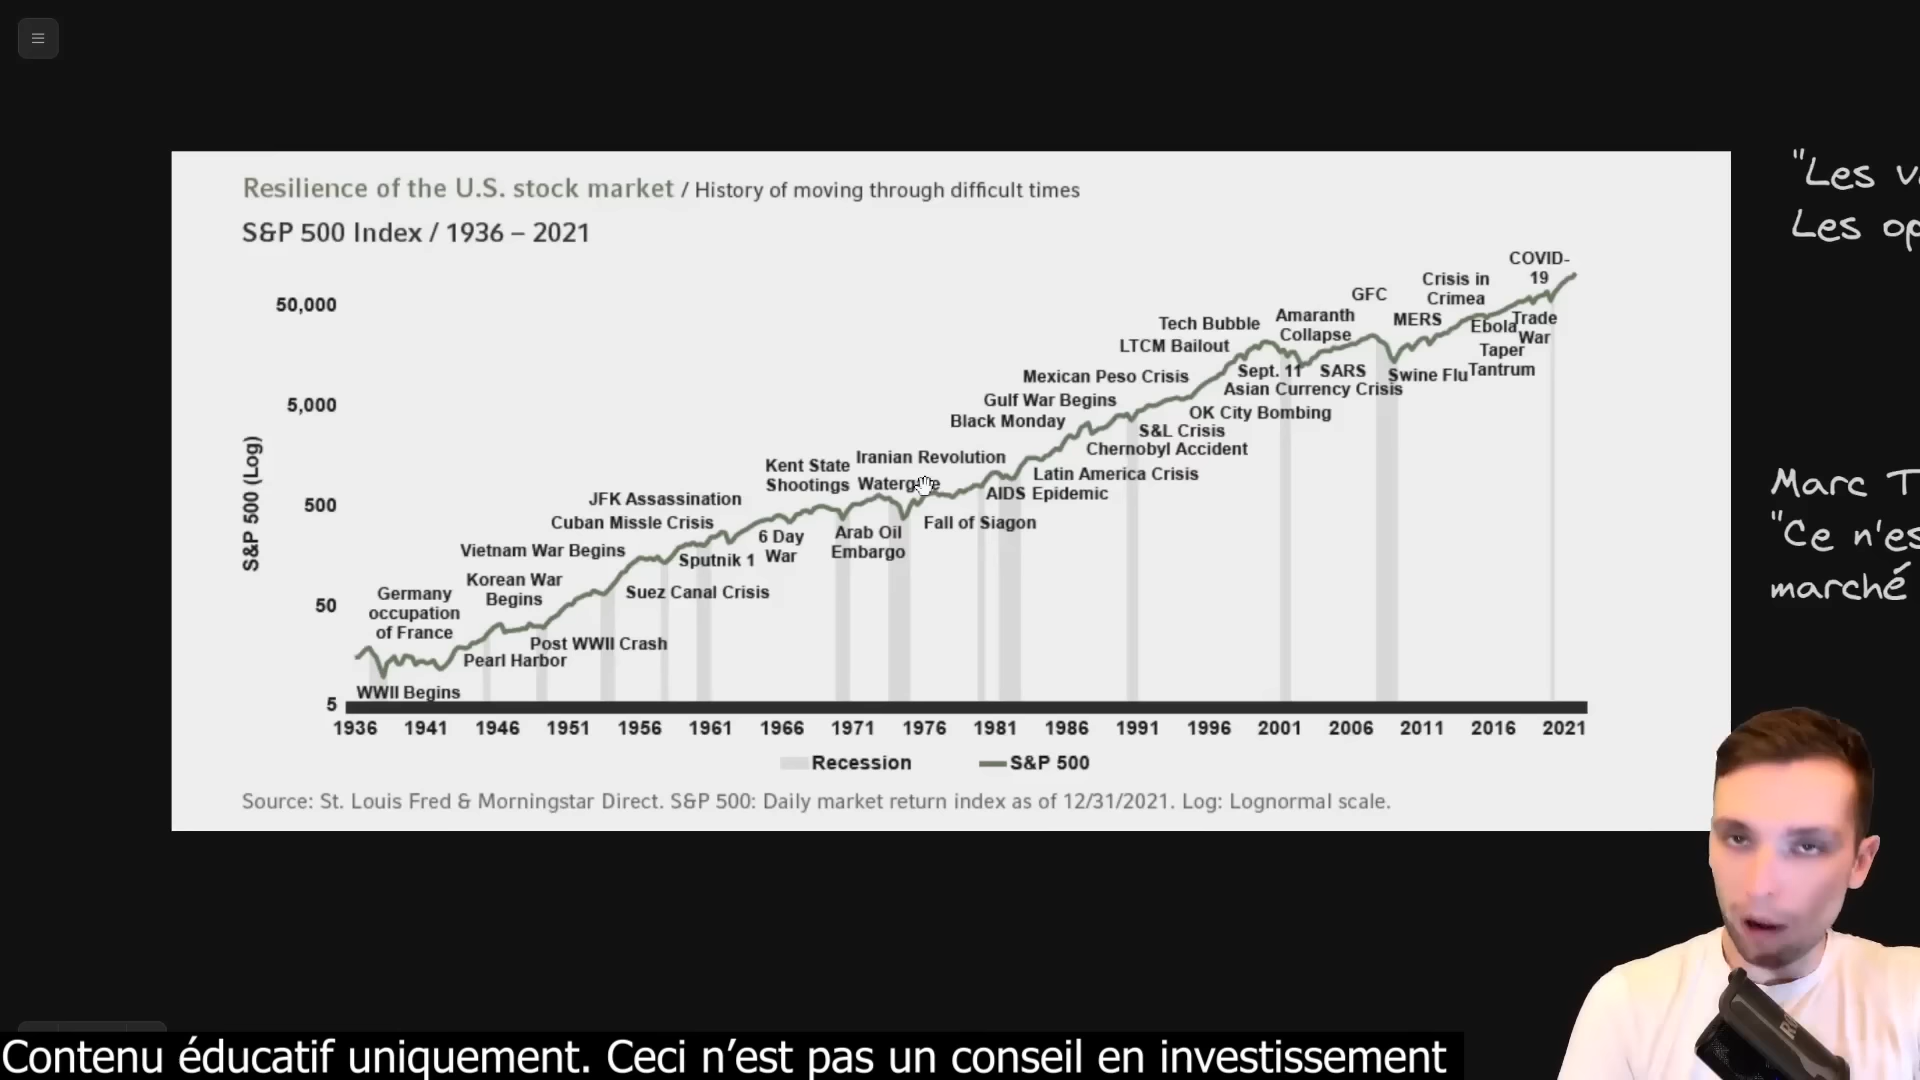 Resilience of the U.S. stock market / History of moving through difficult times
S&P 500 Index / 1936 – 2021
S&P 500 (Log)
50,000
5,000
500
50
5
COVID-
19
Crisis in
Crimea
GFC
Amaranth
Collapse
MERS
Ebola
Trade
War
Tech Bubble
LTCM Bailout
Taper
Tantrum
Sept. 11
SARS
Swine Flu
Mexican Peso Crisis
Asian Currency Crisis
Gulf War Begins
OK City Bombing
Black Monday
S&L Crisis
Chernobyl Accident
Iranian Revolution
Kent State
Shootings
Latin America Crisis
AIDS Epidemic
JFK Assassination
Cuban Missle Crisis
Fall of Siagon
Arab Oil
Embargo
6 Day
War
Vietnam War Begins
Sputnik 1
Korean War
Begins
Suez Canal Crisis
Germany
occupation
of France
Post WWII Crash
Pearl Harbor
WWII Begins
1936 1941 1946 1951 1956 1961 1966 1971 1976 1981 1986 1991 1996 2001 2006 2011 2016 2021
Recession S&P 500
Source: St. Louis Fred & Morningstar Direct. S&P 500: Daily market return index as of 12/31/2021. Log: Lognormal scale.
"Les
Les
Marc
"Ce
marché
Contenu éducatif uniquement. Ceci n’est pas un conseil en investissement